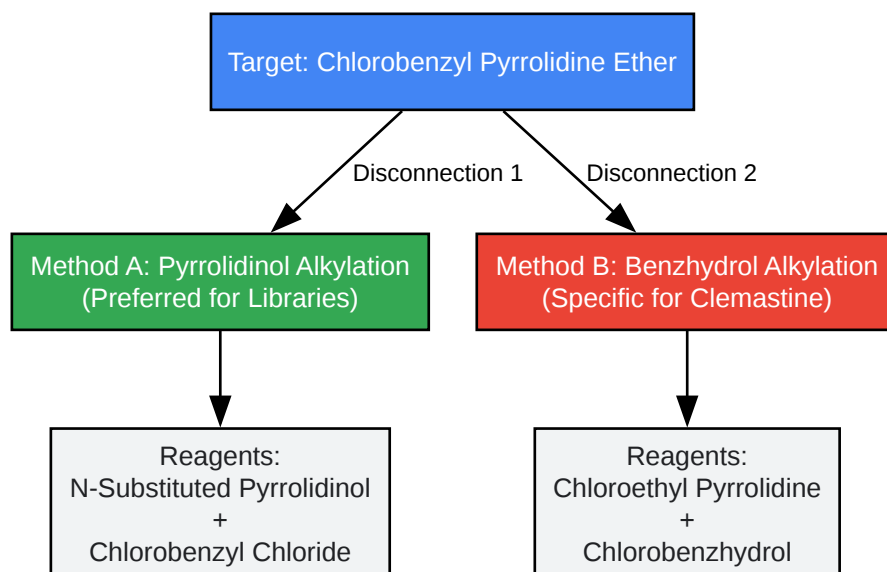 Target: Chlorobenzyl Pyrrolidine Ether
Disconnection 1
Disconnection 2
Method A: Pyrrolidinol Alkylation
(Preferred for Libraries)
Method B: Benzhydrol Alkylation
(Specific for Clemastine)
Reagents:
N-Substituted Pyrrolidinol
+
Chlorobenzyl Chloride
Reagents:
Chloroethyl Pyrrolidine
+
Chlorobenzhydrol